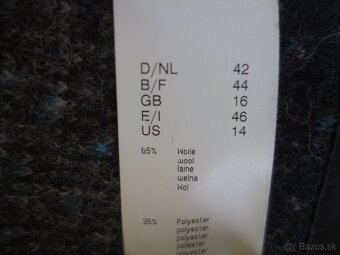 D/NL 42
B/F 44
GB 16
E/I 46
US 14
65% Wolle
wool
laine
welna
Wol
35% Polyester
polyester
polyester
poliester
polyester
© Bazos.sk